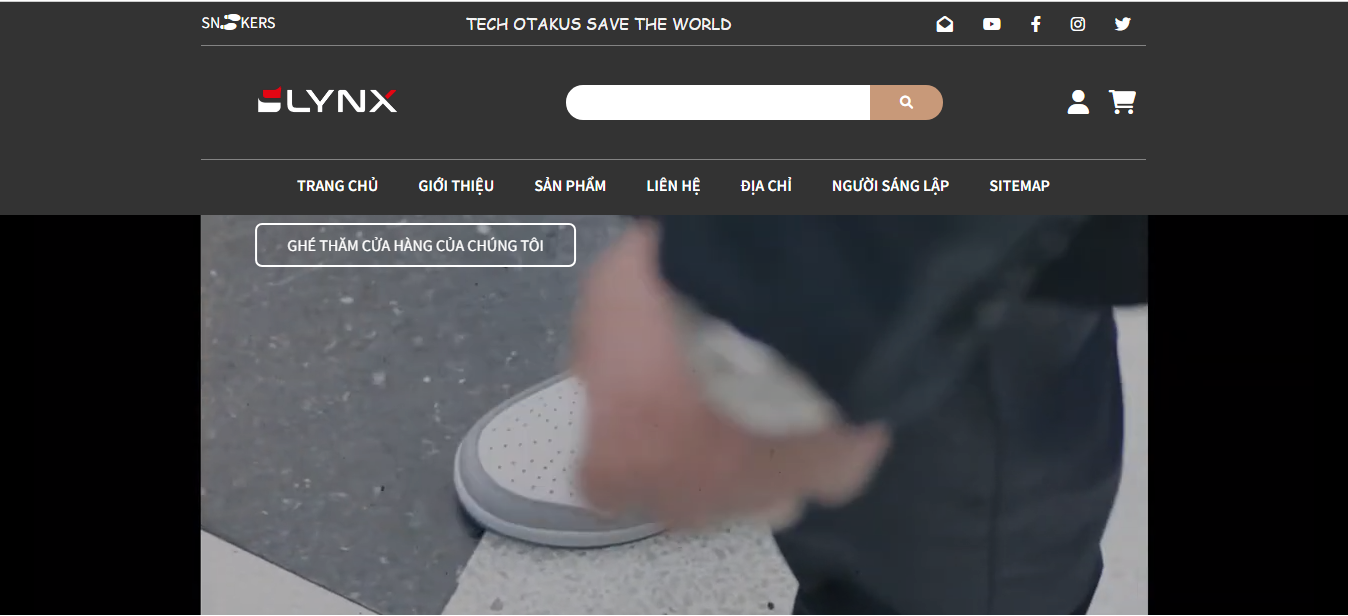 SN KERS
TECH OTAKUS SAVE THE WORLD
LYNX
TRANG CHỦ GIỚI THIỆU SẢN PHẨM LIÊN HỆ ĐỊA CHỈ NGƯỜI SÁNG LẬP SITEMAP
GHÉ THĂM CỬA HÀNG CỦA CHÚNG TÔI